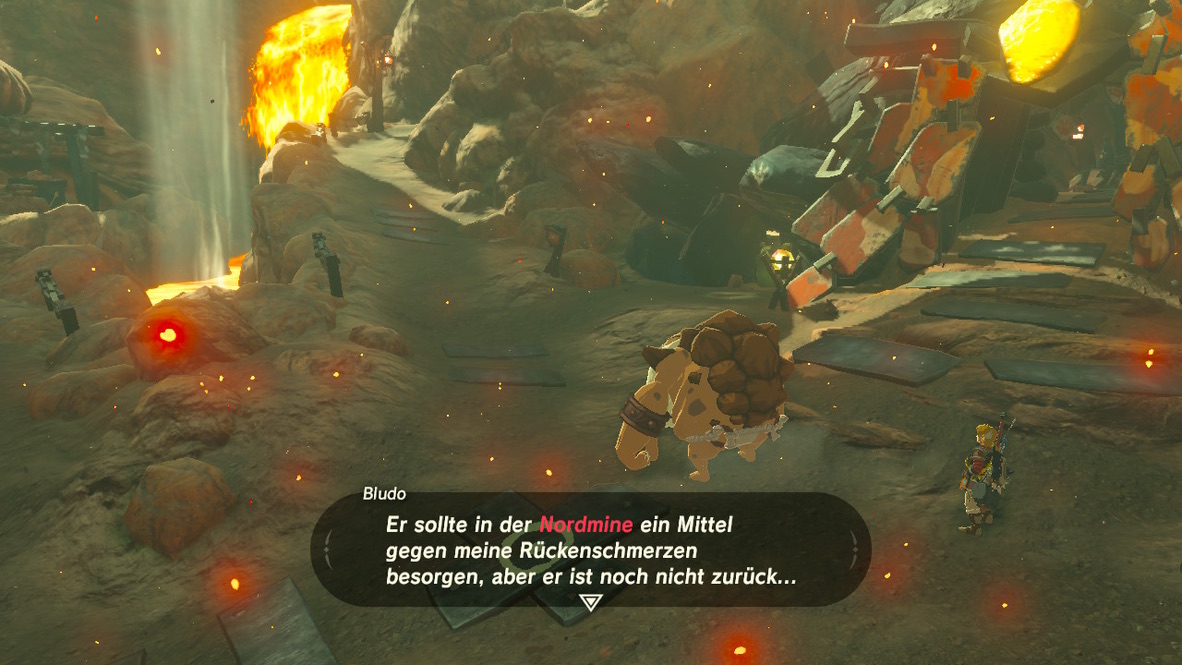 Bludo
Er sollte in der Nordmine ein Mittel
gegen meine Rückenschmerzen
besorgen, aber er ist noch nicht zurück...